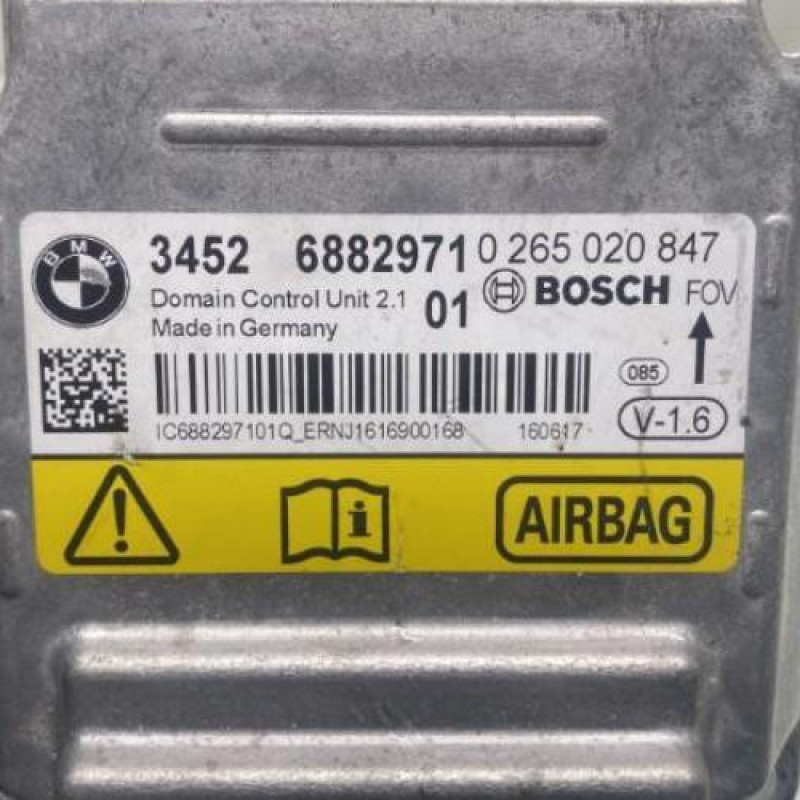 BMW
3452 6882971 0 265 020 847
Domain Control Unit 2.1 01 BOSCH FOV
Made in Germany
085
IC688297101Q_ERNJ1616900168 160617 V-1.6
i AIRBAG